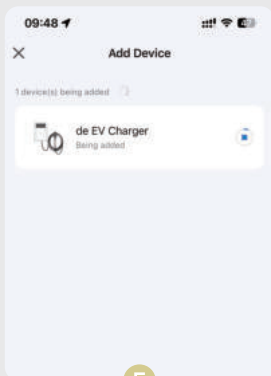 09:48
Add Device
1 device(s) being added
de EV Charger
Being added